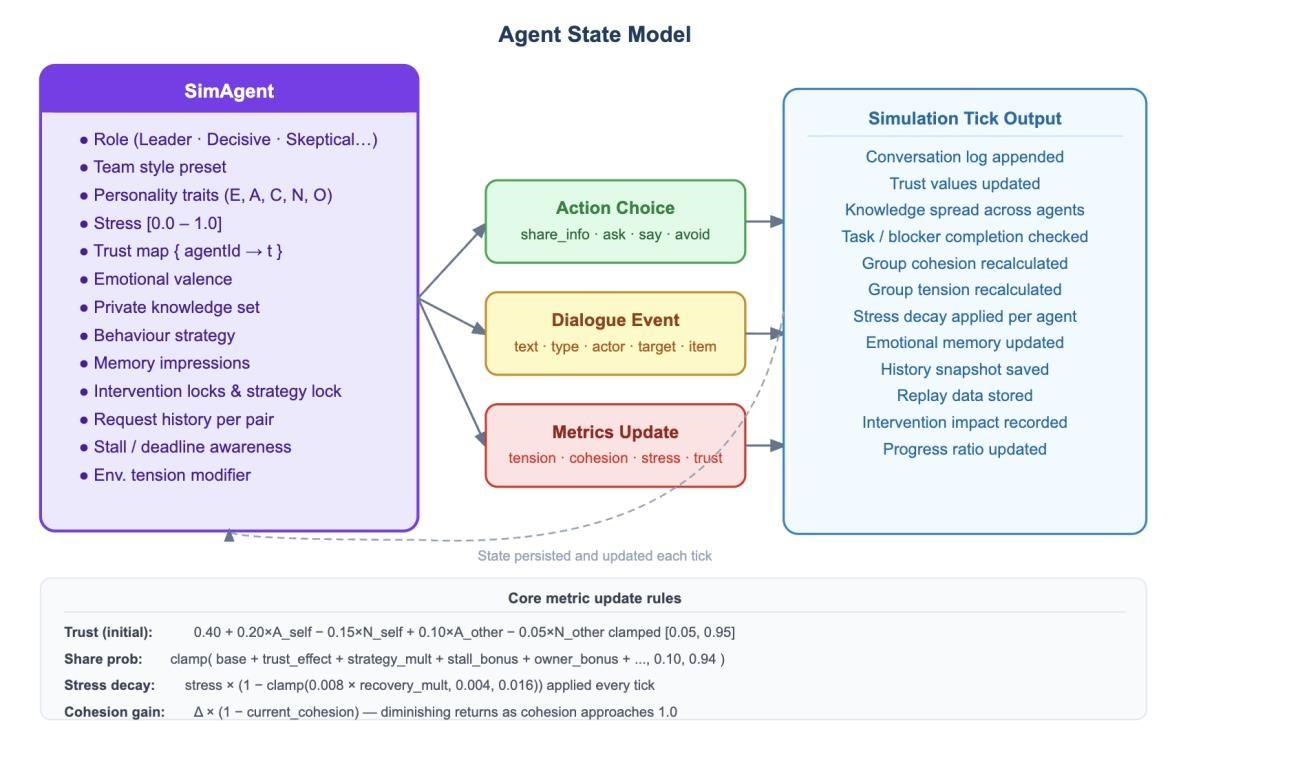 Agent State Model
SimAgent
● Role (Leader · Decisive · Skeptical…)
● Team style preset
● Personality traits (E, A, C, N, O)
● Stress [0.0 – 1.0]
● Trust map { agentId → t }
● Emotional valence
● Private knowledge set
● Behaviour strategy
● Memory impressions
● Intervention locks & strategy lock
● Request history per pair
● Stall / deadline awareness
● Env. tension modifier
Action Choice
share_info · ask · say · avoid
Dialogue Event
text · type · actor · target · item
Metrics Update
tension · cohesion · stress · trust
Simulation Tick Output
Conversation log appended
Trust values updated
Knowledge spread across agents
Task / blocker completion checked
Group cohesion recalculated
Group tension recalculated
Stress decay applied per agent
Emotional memory updated
History snapshot saved
Replay data stored
Intervention impact recorded
Progress ratio updated
State persisted and updated each tick
Core metric update rules
Trust (initial): 0.40 + 0.20×A_self − 0.15×N_self + 0.10×A_other − 0.05×N_other clamped [0.05, 0.95]
Share prob: clamp( base + trust_effect + strategy_mult + stall_bonus + owner_bonus + ..., 0.10, 0.94 )
Stress decay: stress × (1 − clamp(0.008 × recovery_mult, 0.004, 0.016)) applied every tick
Cohesion gain: Δ × (1 − current_cohesion) — diminishing returns as cohesion approaches 1.0